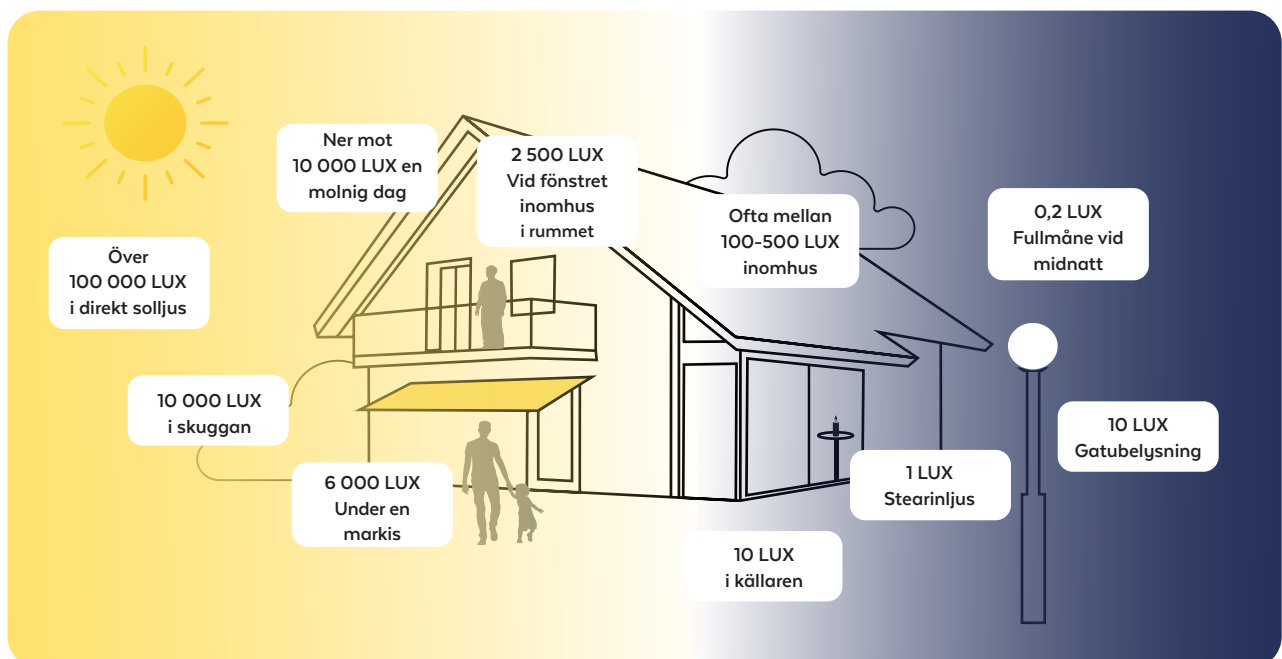 Ner mot
10 000 LUX en
molnig dag
2 500 LUX
Vid fönstret
inomhus
i rummet
Ofta mellan
100-500 LUX
inomhus
0,2 LUX
Fullmåne vid
midnatt
Över
100 000 LUX
i direkt solljus
10 000 LUX
i skuggan
10 LUX
Gatubelysning
6 000 LUX
Under en
markis
1 LUX
Stearinljus
10 LUX
i källaren